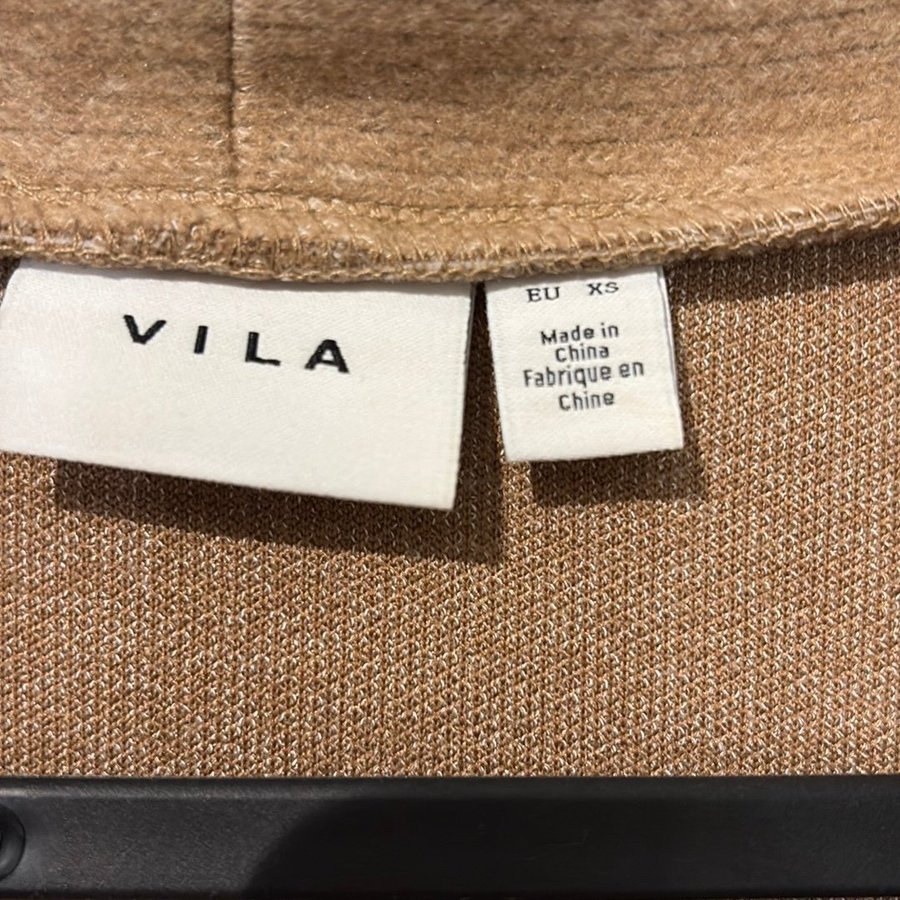 VILA
EU XS
Made in
China
Fabrique en
Chine